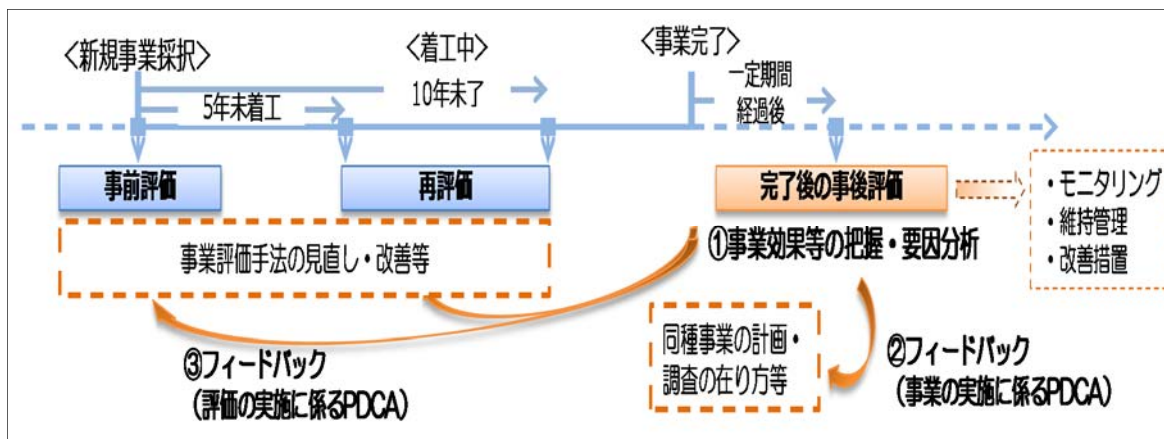 〈新規事業採択〉
〈着工中〉
〈事業完了〉
5年未着工
10年未了
一定期間
経過後
事前評価
再評価
完了後の事後評価
・モニタリング
・維持管理
・改善措置
事業評価手法の見直し・改善等
①事業効果等の把握・要因分析
同種事業の計画・
調査の在り方等
②フィードバック
（事業の実施に係るPDCA）
③フィードバック
（評価の実施に係るPDCA）